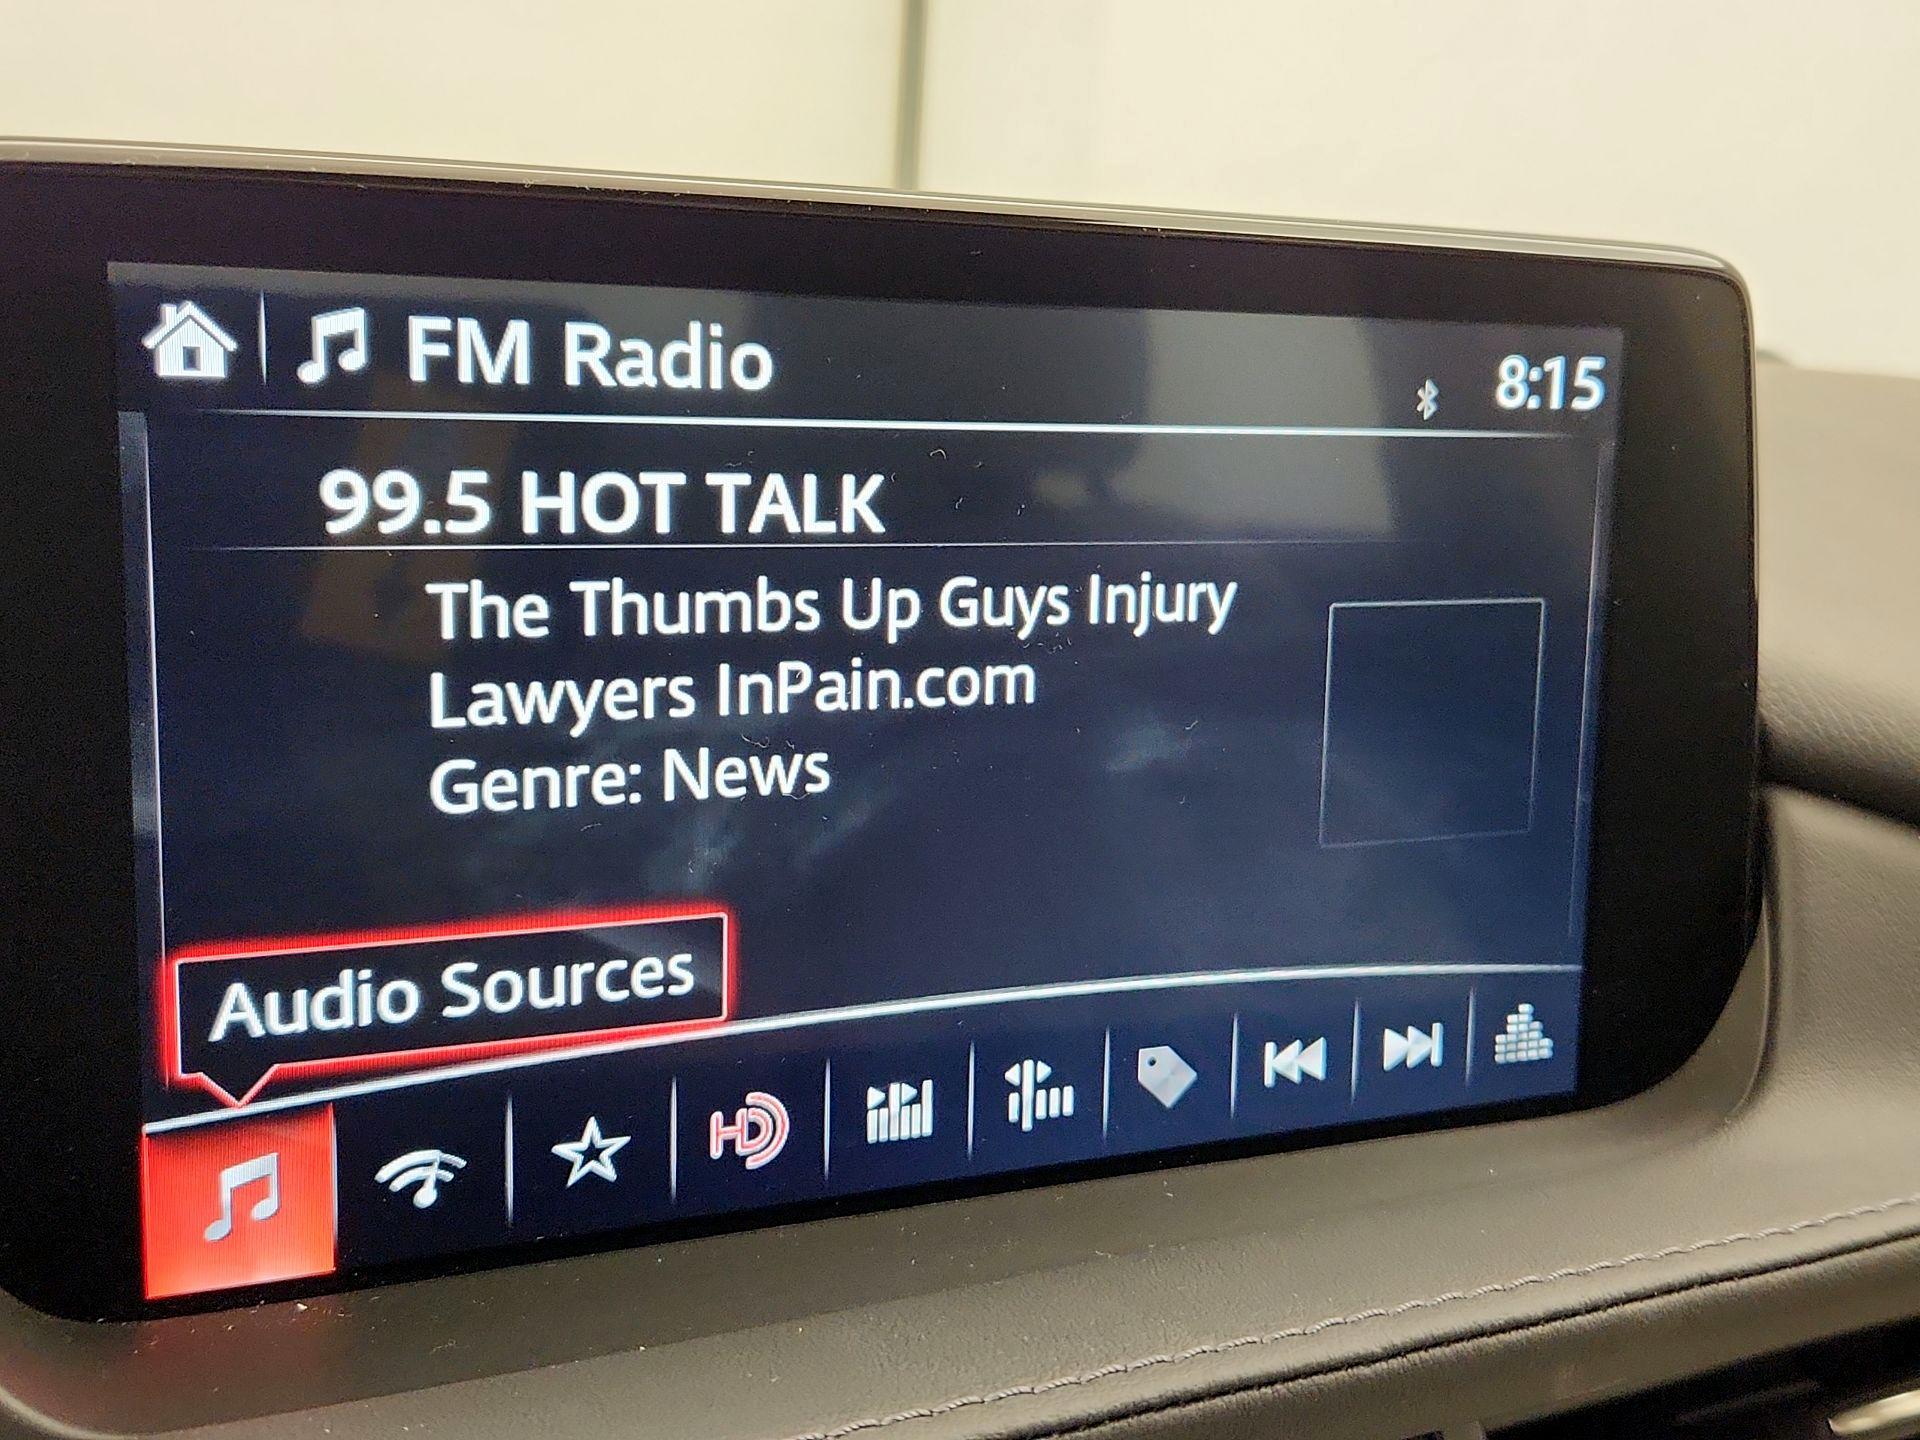 FM Radio
8:15
99.5 HOT TALK
The Thumbs Up Guys Injury
Lawyers InPain.com
Genre: News
Audio Sources
HD